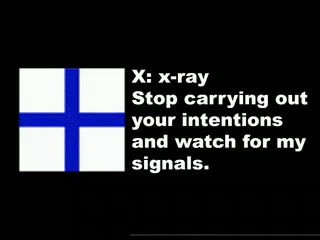 X: x-ray
Stop carrying out
your intentions
and watch for my
signals.